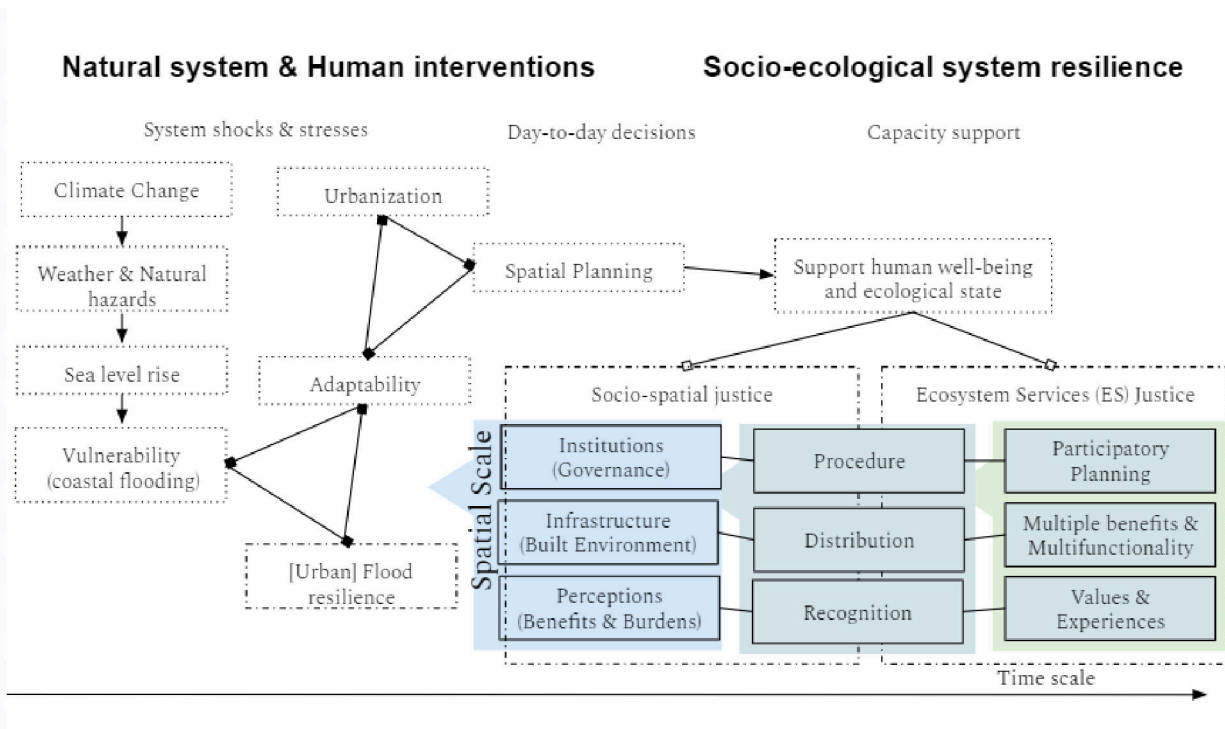 Natural system & Human interventions
Socio-ecological system resilience
System shocks & stresses
Day-to-day decisions
Capacity support
Climate Change
Urbanization
Weather & Natural
hazards
Spatial Planning
Support human well-being
and ecological state
Sea level rise
Adaptability
Socio-spatial justice
Ecosystem Services (ES) Justice
Vulnerability
(coastal flooding)
Spatial Scale
Institutions
(Governance)
Procedure
Participatory
Planning
Infrastructure
(Built Environment)
Distribution
Multiple benefits &
Multifunctionality
[Urban] Flood
resilience
Perceptions
(Benefits & Burdens)
Recognition
Values &
Experiences
Time scale